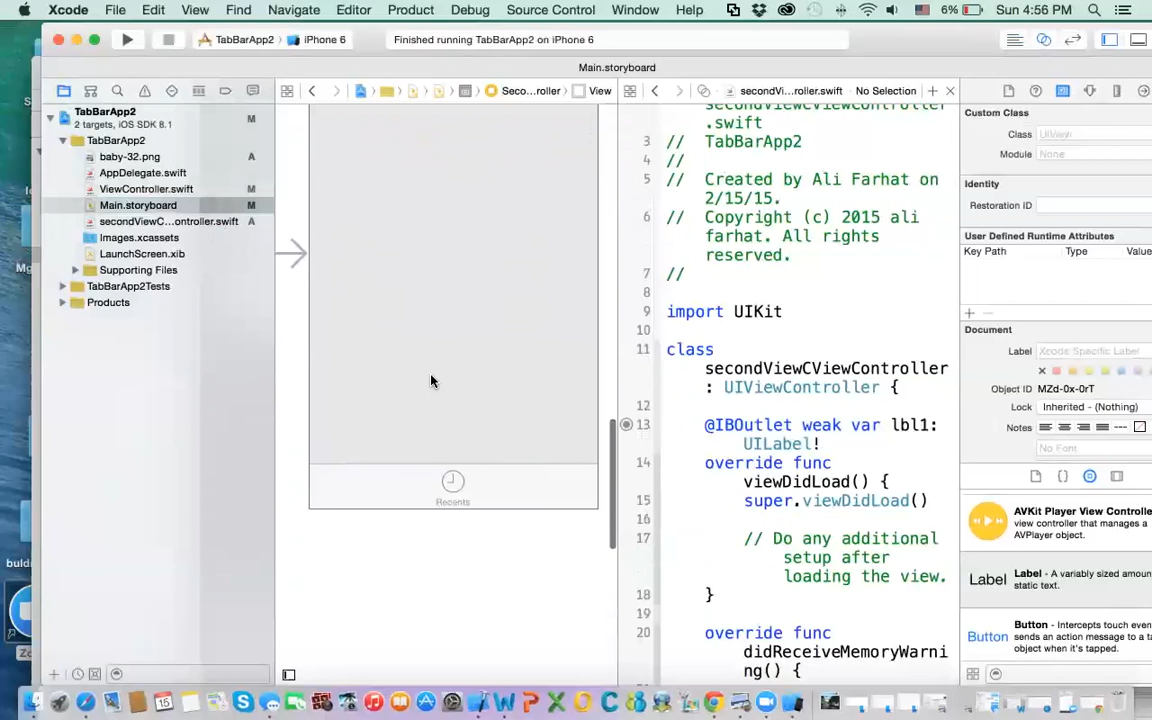 Xcode File Edit View Find Navigate Editor Product Debug Source Control Window Help 6% Sun 4:56 PM
TabBarApp2 iPhone 6 Finished running TabBarApp2 on iPhone 6
Main.storyboard
Seco...roller View secondVi...roller.swift No Selection
TabBarApp2
2 targets, iOS SDK 8.1
M
TabBarApp2
baby-32.png A
AppDelegate.swift
ViewController.swift M
Main.storyboard M
secondViewC...ontroller.swift A
Images.xcassets
LaunchScreen.xib
Supporting Files
TabBarApp2Tests
Products
Recents
secondViewCViewController
.swift
3 // TabBarApp2
4 //
5 // Created by Ali Farhat on
2/15/15.
6 // Copyright (c) 2015 ali
farhat. All rights
reserved.
7 //
8
9 import UIKit
10
11 class
secondViewCViewController
: UIViewController {
12
13 @IBOutlet weak var lbl1:
UILabel!
14 override func
viewDidLoad() {
15 super.viewDidLoad()
16
17 // Do any additional
setup after
loading the view.
18 }
19
20 override func
didReceiveMemoryWarni
ng() {
Custom Class
Class UIView
Module None
Identity
Restoration ID
User Defined Runtime Attributes
Key Path Type Value
Document
Label Xcode Specific Label
Object ID MZd-0x-0rT
Lock Inherited - (Nothing)
Notes
No Font
AVKit Player View Controlle
view controller that manages a
AVPlayer object.
Label Label - A variably sized amoun
static text.
Button Button - Intercepts touch even
sends an action message to a ta
object when it's tapped.